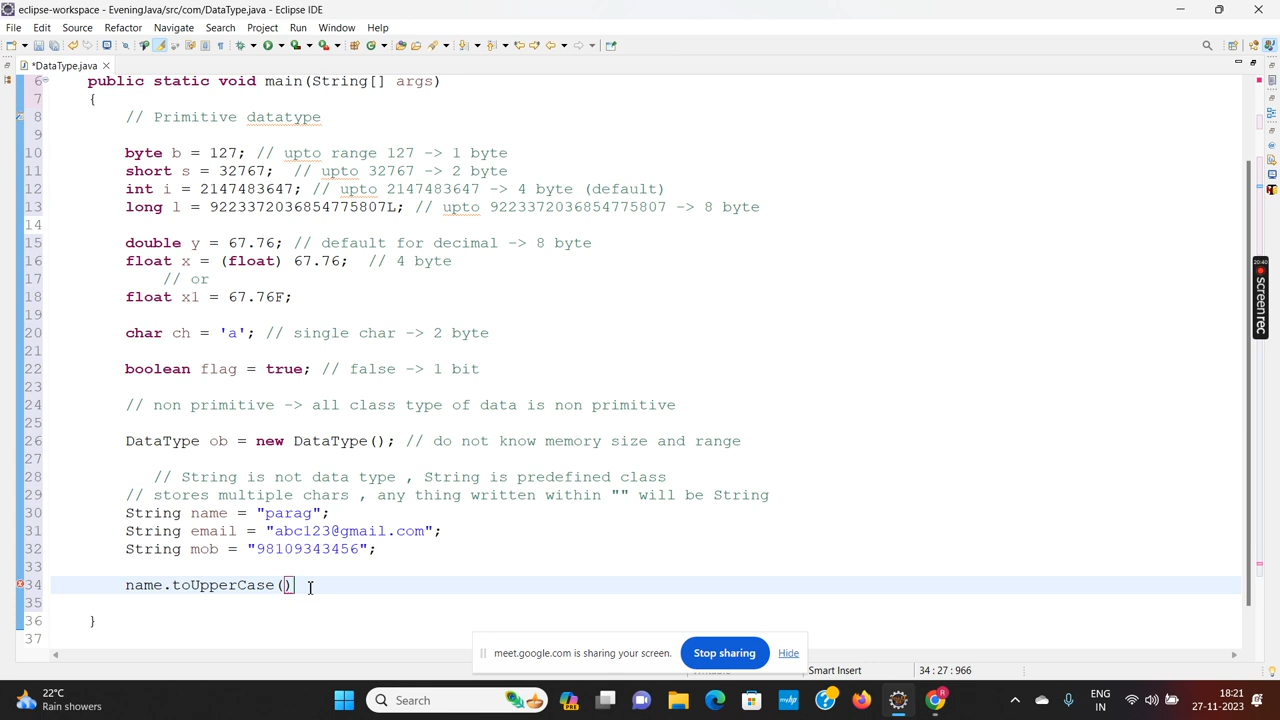 eclipse-workspace - EveningJava/src/com/DataType.java - Eclipse IDE
File Edit Source Refactor Navigate Search Project Run Window Help
*DataType.java
6 public static void main(String[] args)
7 {
8 // Primitive datatype
9
10 byte b = 127; // upto range 127 -> 1 byte
11 short s = 32767; // upto 32767 -> 2 byte
12 int i = 2147483647; // upto 2147483647 -> 4 byte (default)
13 long l = 9223372036854775807L; // upto 9223372036854775807 -> 8 byte
14
15 double y = 67.76; // default for decimal -> 8 byte
16 float x = (float) 67.76; // 4 byte
17 // or
18 float x1 = 67.76F;
19
20 char ch = 'a'; // single char -> 2 byte
21
22 boolean flag = true; // false -> 1 bit
23
24 // non primitive -> all class type of data is non primitive
25
26 DataType ob = new DataType(); // do not know memory size and range
27
28 // String is not data type , String is predefined class
29 // stores multiple chars , any thing written within "" will be String
30 String name = "parag";
31 String email = "abc123@gmail.com";
32 String mob = "98109343456";
33
34 name.toUpperCase()
35
36 }
37
20:40
screen rec
meet.google.com is sharing your screen. Stop sharing Hide
Smart Insert 34 : 27 : 966
22°C
Rain showers
Search
PRE
ENG
IN
18:21
27-11-2023